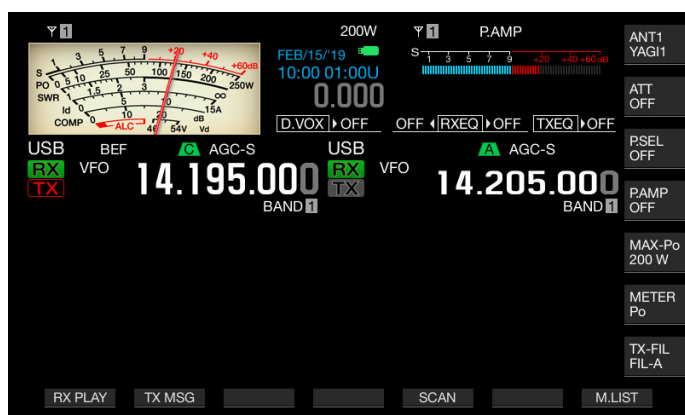 1 200W 1 P.AMP
ANT1
YAGI1
FEB/15/'19
10:00 01:00U
0.000
S 1 3 5 7 9 +20 +40 +60dB
PO 0 5 10 25 50 100 150 200 250W
SWR 1 1.5 2 3 ∞
Id 0 5 10 15A
COMP 0 10 20 dB
ALC 46 54V Vd
S 1 3 5 7 9 +20 +40 +60dB
D.VOX OFF OFF RXEQ OFF TXEQ OFF
ATT
OFF
USB BEF C AGC-S USB A AGC-S
RX VFO 14.195.000 RX VFO 14.205.000
TX TX
BAND 1 BAND 1
P.SEL
OFF
P.AMP
OFF
MAX-Po
200 W
METER
Po
TX-FIL
FIL-A
RX PLAY TX MSG SCAN M.LIST